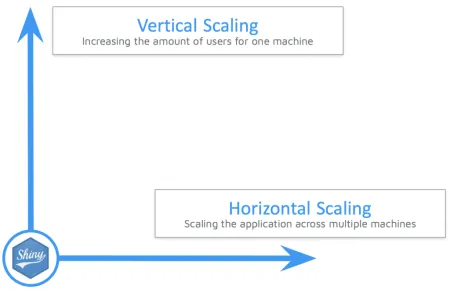 Vertical Scaling
Increasing the amount of users for one machine
Horizontal Scaling
Scaling the application across multiple machines
Shiny